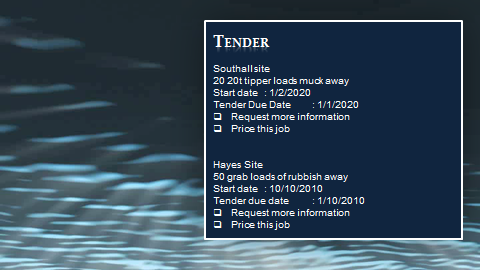 TENDER
Southall site
20 20t tipper loads muck away
Start date : 1/2/2020
Tender Due Date : 1/1/2020
❑ Request more information
❑ Price this job
Hayes Site
50 grab loads of rubbish away
Start date : 10/10/2010
Tender due date : 1/10/2010
❑ Request more information
❑ Price this job